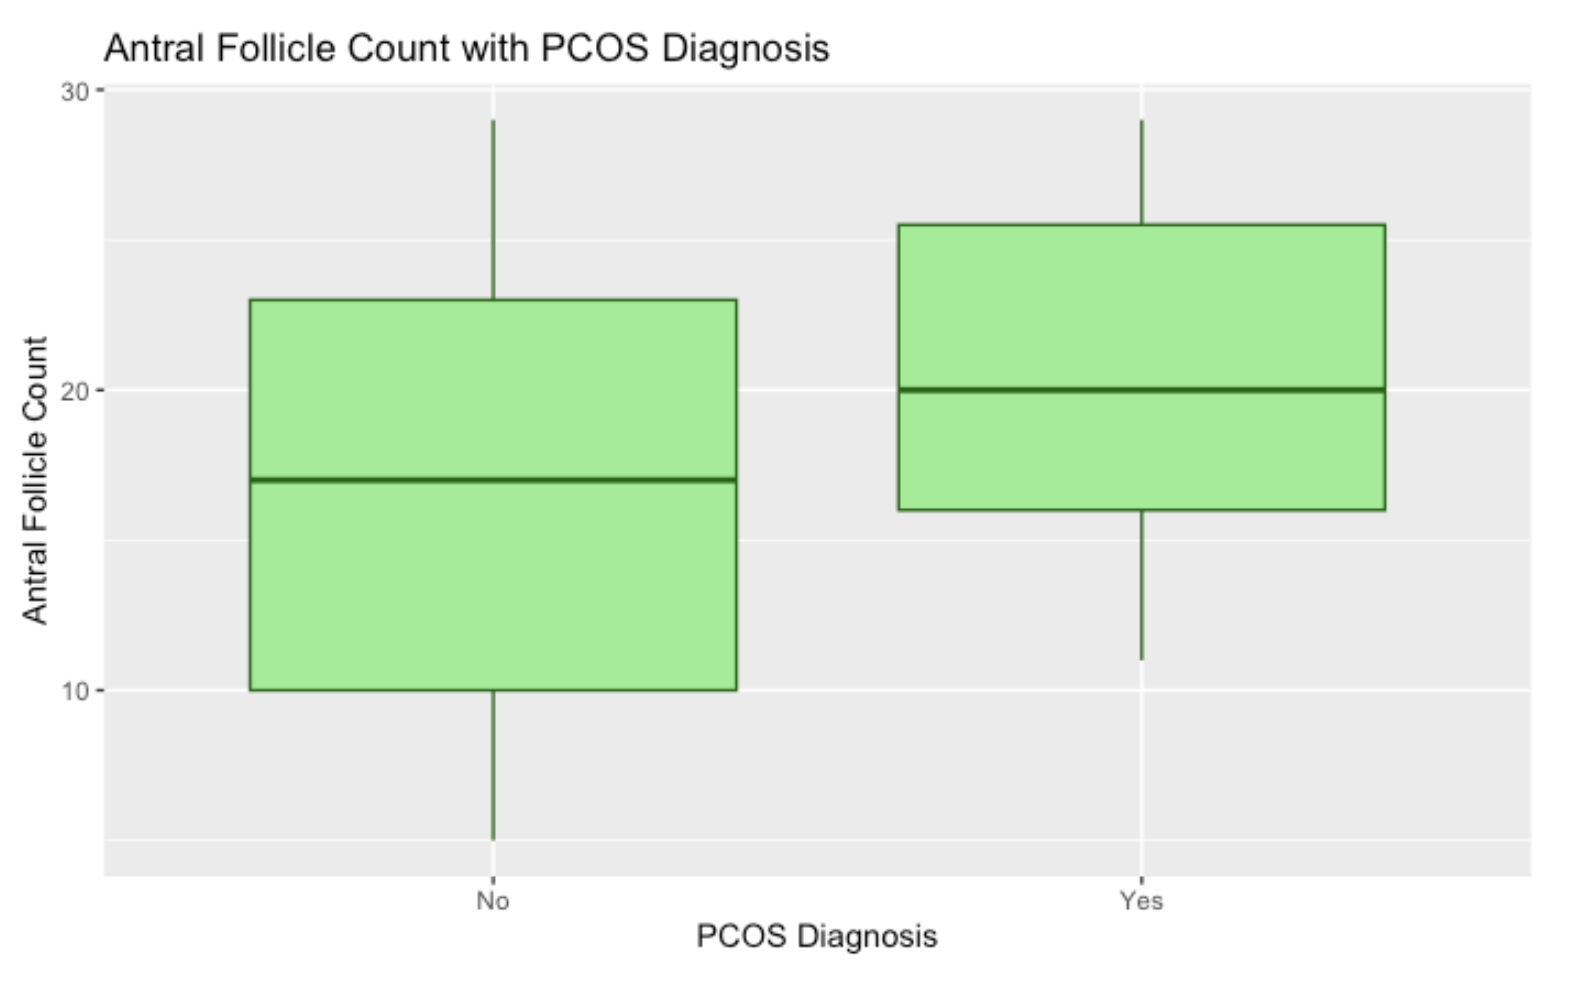 Antral Follicle Count with PCOS Diagnosis
30
20
10
Antral Follicle Count
No
Yes
PCOS Diagnosis